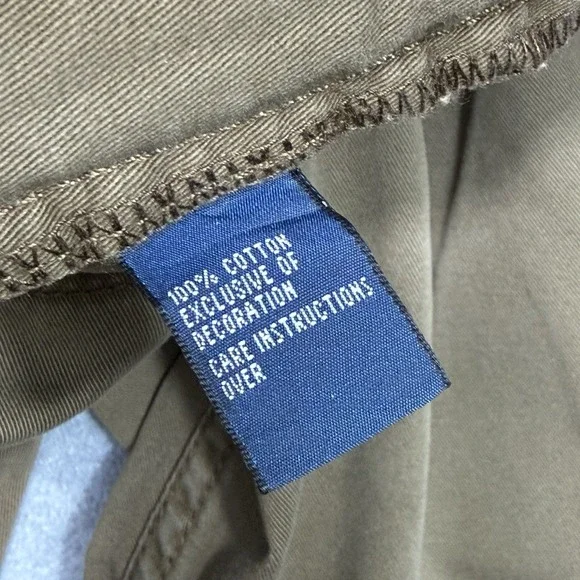 100% COTTON
EXCLUSIVE OF
DECORATION
CARE INSTRUCTIONS
OVER